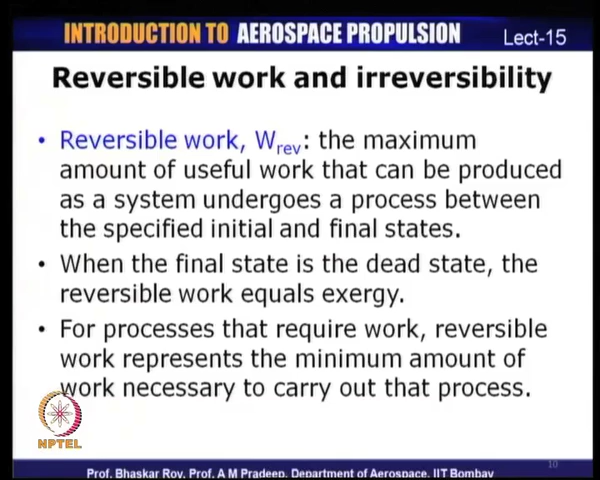 INTRODUCTION TO AEROSPACE PROPULSION
Lect-15
Reversible work and irreversibility
• Reversible work, Wrev: the maximum
amount of useful work that can be produced
as a system undergoes a process between
the specified initial and final states.
• When the final state is the dead state, the
reversible work equals exergy.
• For processes that require work, reversible
work represents the minimum amount of
work necessary to carry out that process.
NPTEL
10
Prof. Bhaskar Roy, Prof. A M Pradeep, Department of Aerospace, IIT Bombay